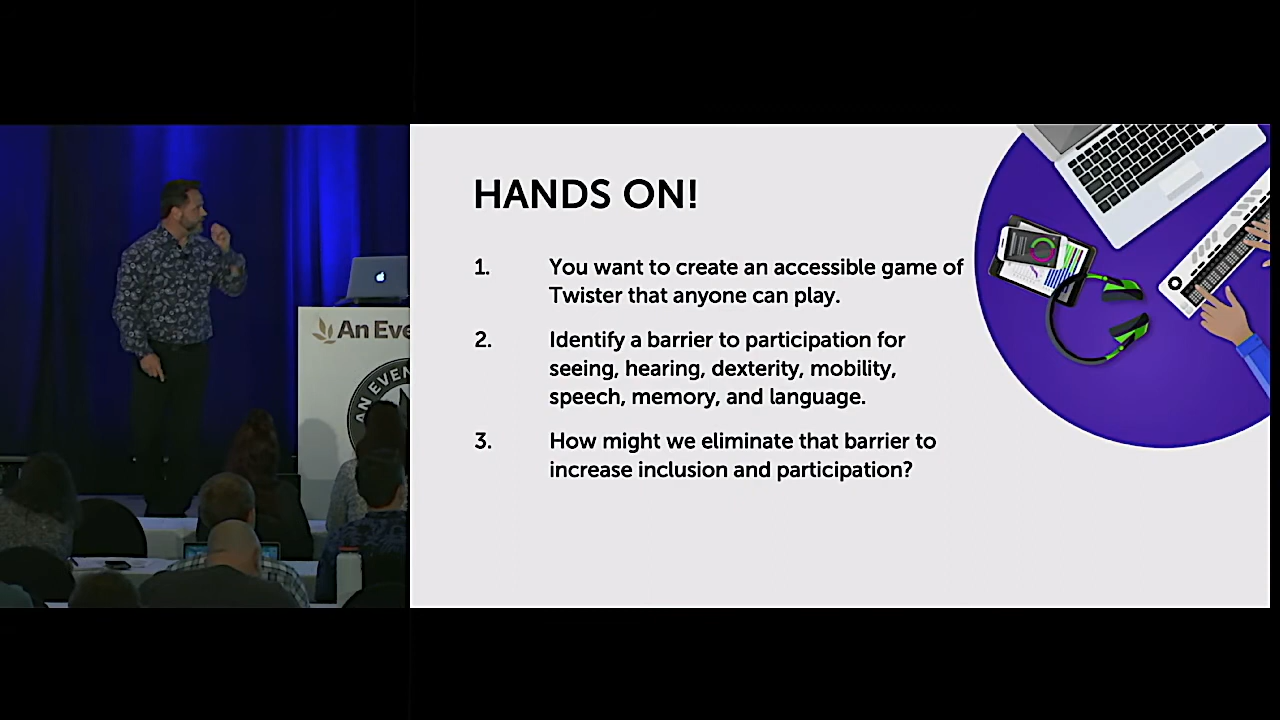 HANDS ON!
1. You want to create an accessible game of
Twister that anyone can play.
2. Identify a barrier to participation for
seeing, hearing, dexterity, mobility,
speech, memory, and language.
3. How might we eliminate that barrier to
increase inclusion and participation?
An Eve
AN EVEN